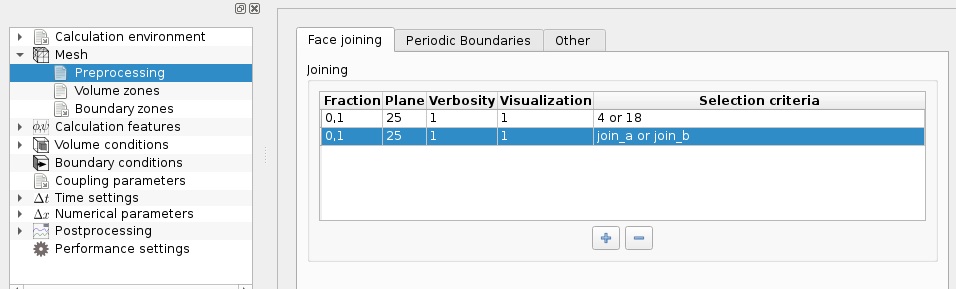 Calculation environment
Mesh
Preprocessing
Volume zones
Boundary zones
Calculation features
Volume conditions
Boundary conditions
Coupling parameters
Δt Time settings
Δx Numerical parameters
Postprocessing
Performance settings
Face joining Periodic Boundaries Other
Joining
Fraction Plane Verbosity Visualization Selection criteria
0,1 25 1 1 4 or 18
0,1 25 1 1 join_a or join_b